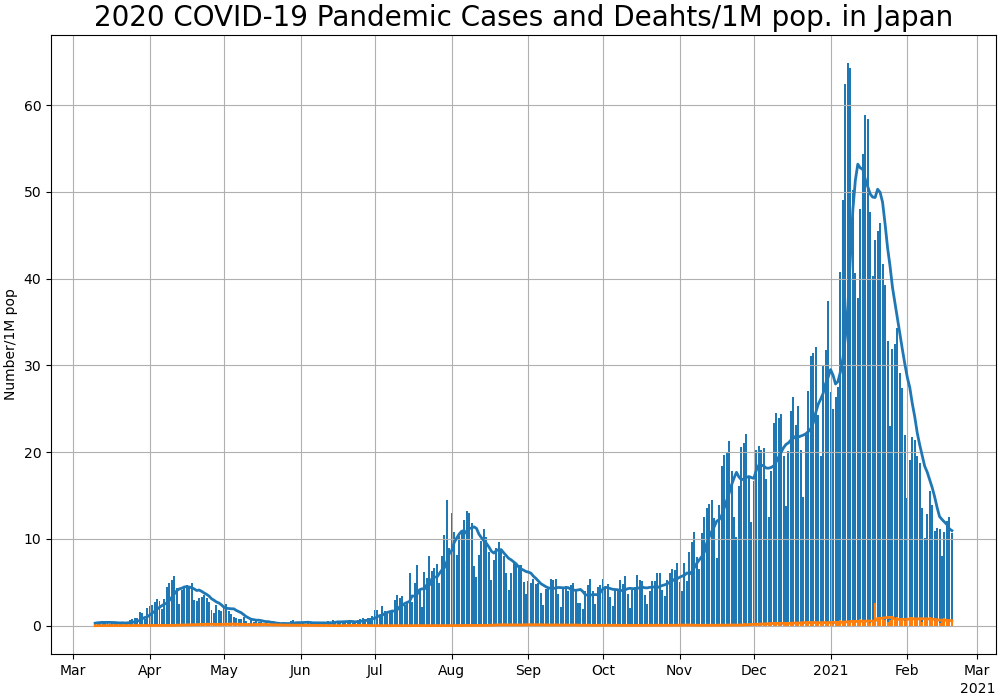 2020 COVID-19 Pandemic Cases and Deahts/1M pop. in Japan
Number/1M pop
60
50
40
30
20
10
0
Mar Apr May Jun Jul Aug Sep Oct Nov Dec 2021 Feb Mar
2021